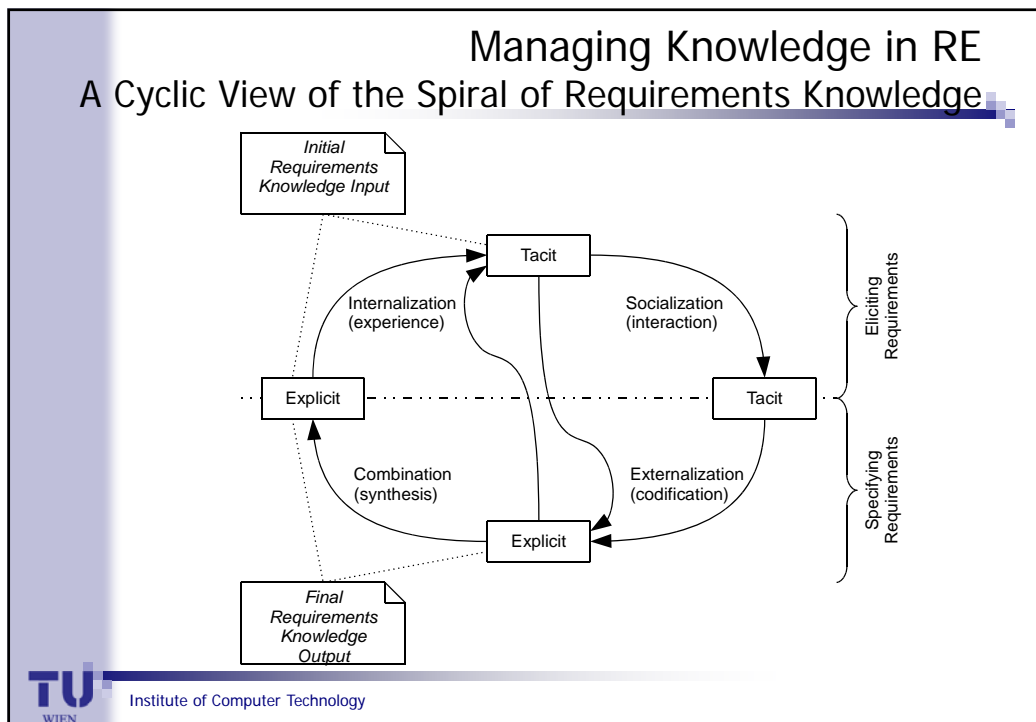 Managing Knowledge in RE
A Cyclic View of the Spiral of Requirements Knowledge
Initial
Requirements
Knowledge Input
Tacit
Internalization
(experience)
Socialization
(interaction)
Eliciting
Requirements
Explicit
Tacit
Combination
(synthesis)
Externalization
(codification)
Specifying
Requirements
Explicit
Final
Requirements
Knowledge
Output
TU
WIEN
Institute of Computer Technology